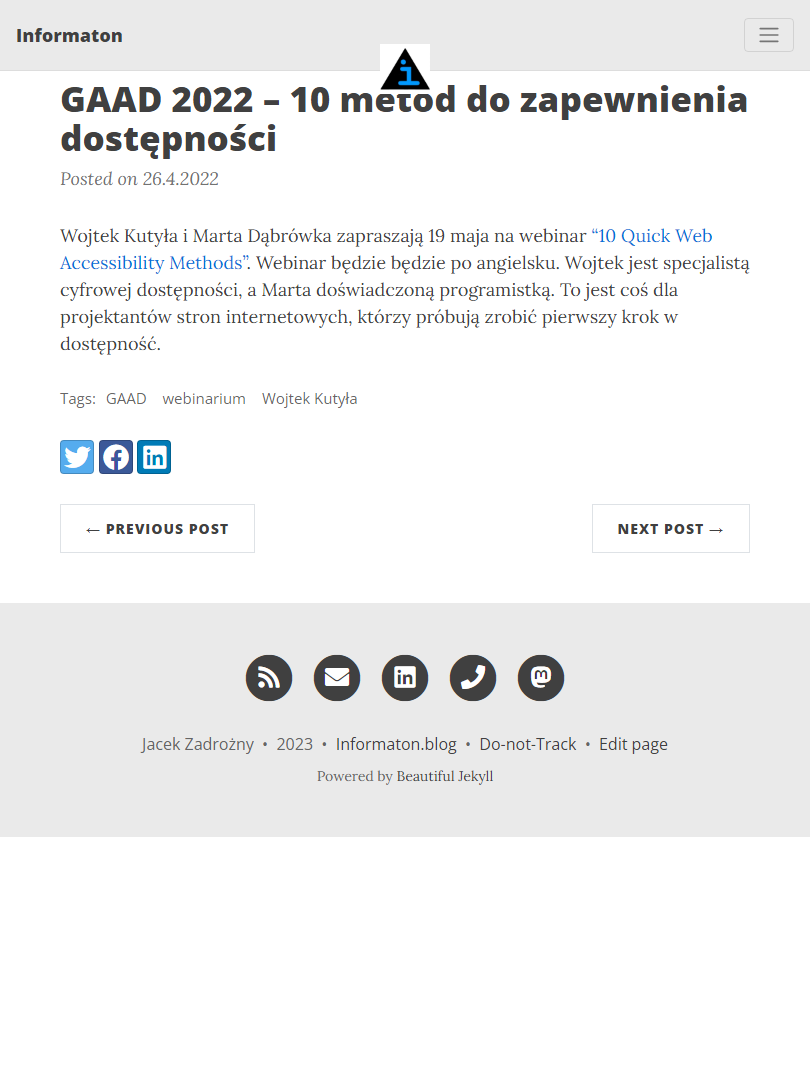 Informaton
GAAD 2022 – 10 metod do zapewnienia
dostępności
Posted on 26.4.2022
Wojtek Kutyła i Marta Dąbrówka zapraszają 19 maja na webinar “10 Quick Web
Accessibility Methods”. Webinar będzie będzie po angielsku. Wojtek jest specjalistą
cyfrowej dostępności, a Marta doświadczoną programistką. To jest coś dla
projektantów stron internetowych, którzy próbują zrobić pierwszy krok w
dostępność.
Tags: GAAD webinarium Wojtek Kutyła
← PREVIOUS POST
NEXT POST →
Jacek Zadrożny • 2023 • Informaton.blog • Do-not-Track • Edit page
Powered by Beautiful Jekyll